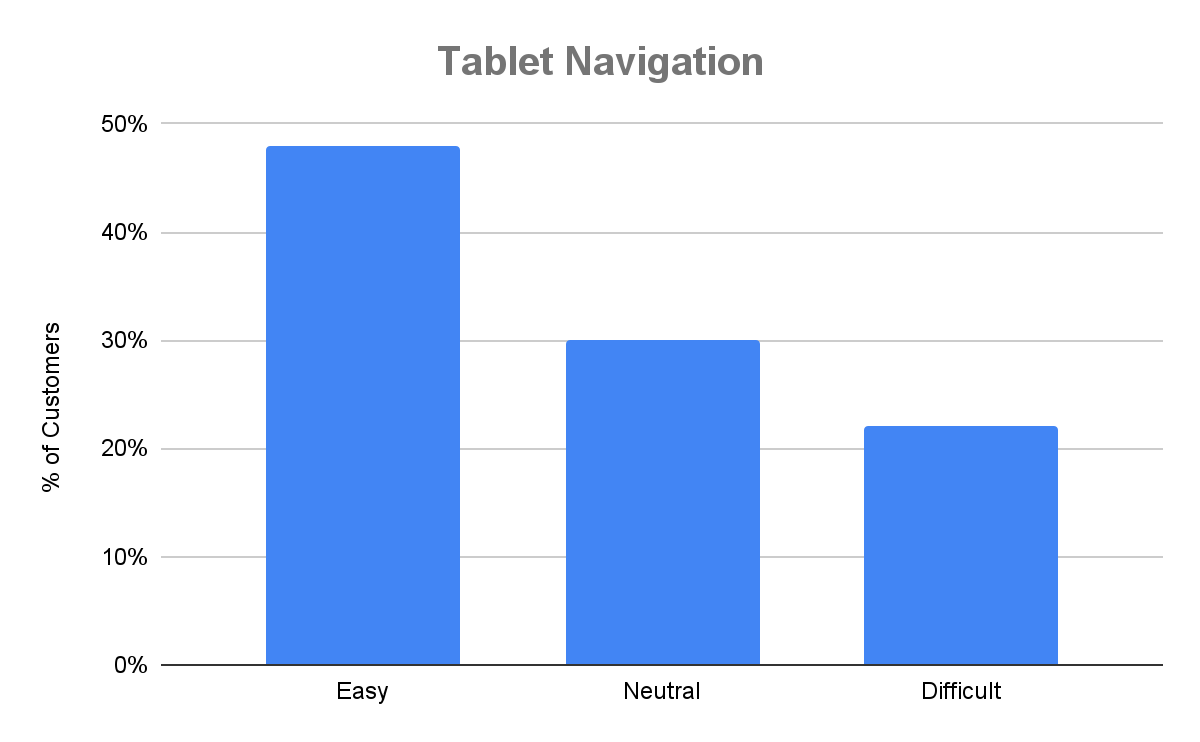 Tablet Navigation
% of Customers
50%
40%
30%
20%
10%
0%
Easy
Neutral
Difficult